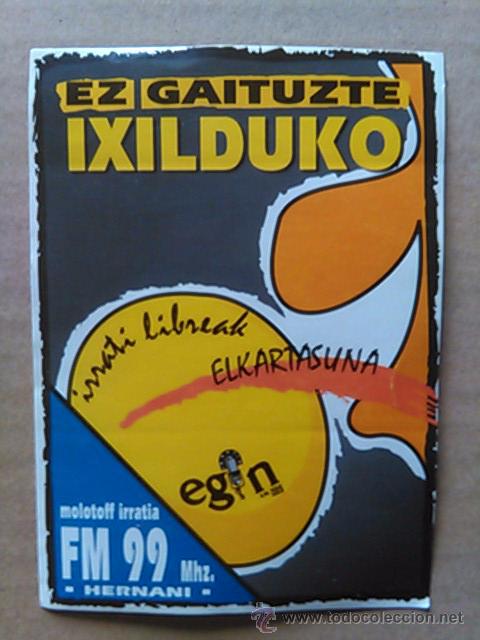 EZ GAITUZTE
IXILDUKO
irrati libreak
ELKARTASUNA
egin
molotoff irratia
FM 99 Mhz.
- HERNANI -
www.todocoleccion.net